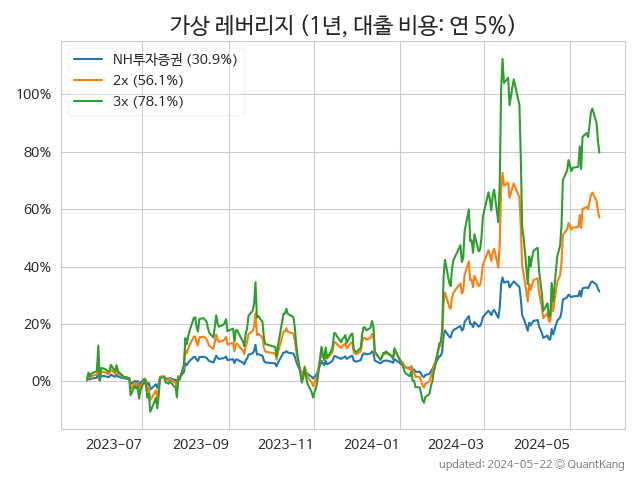 가상 레버리지 (1년, 대출 비용: 연 5%)
NH투자증권 (30.9%)
2x (56.1%)
3x (78.1%)
100%
80%
60%
40%
20%
0%
2023-07 2023-09 2023-11 2024-01 2024-03 2024-05
updated: 2024-05-22 © QuantKang